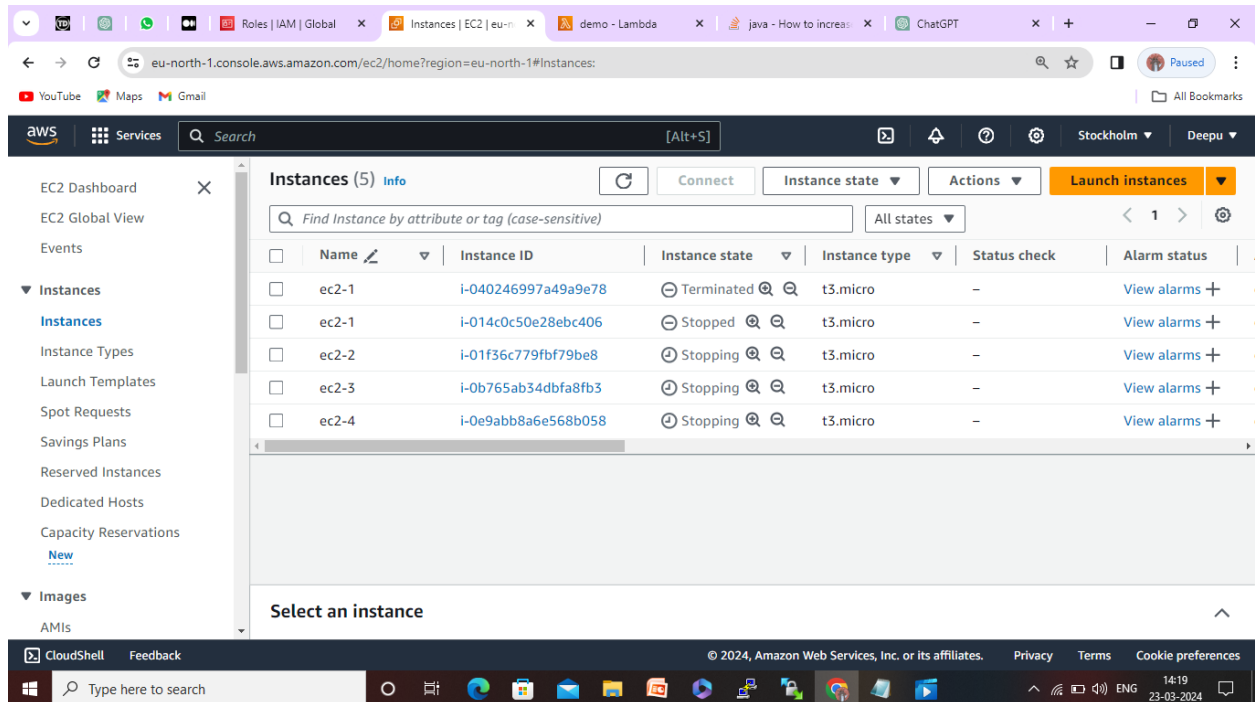 Roles | IAM | Global
Instances | EC2 | eu-n
demo - Lambda
java - How to increas
ChatGPT
eu-north-1.console.aws.amazon.com/ec2/home?region=eu-north-1#Instances:
Paused
YouTube Maps Gmail
All Bookmarks
aws Services Search [Alt+S] Stockholm Deepu
EC2 Dashboard
EC2 Global View
Events
Instances
Instances
Instance Types
Launch Templates
Spot Requests
Savings Plans
Reserved Instances
Dedicated Hosts
Capacity Reservations
New
Images
AMIs
Instances (5) Info Connect Instance state Actions Launch instances
Find Instance by attribute or tag (case-sensitive) All states 1
Name Instance ID Instance state Instance type Status check Alarm status
ec2-1 i-040246997a49a9e78 Terminated t3.micro – View alarms +
ec2-1 i-014c0c50e28ebc406 Stopped t3.micro – View alarms +
ec2-2 i-01f36c779fbf79be8 Stopping t3.micro – View alarms +
ec2-3 i-0b765ab34dbfa8fb3 Stopping t3.micro – View alarms +
ec2-4 i-0e9abb8a6e568b058 Stopping t3.micro – View alarms +
Select an instance
CloudShell Feedback © 2024, Amazon Web Services, Inc. or its affiliates. Privacy Terms Cookie preferences
Type here to search
ENG
14:19
23-03-2024